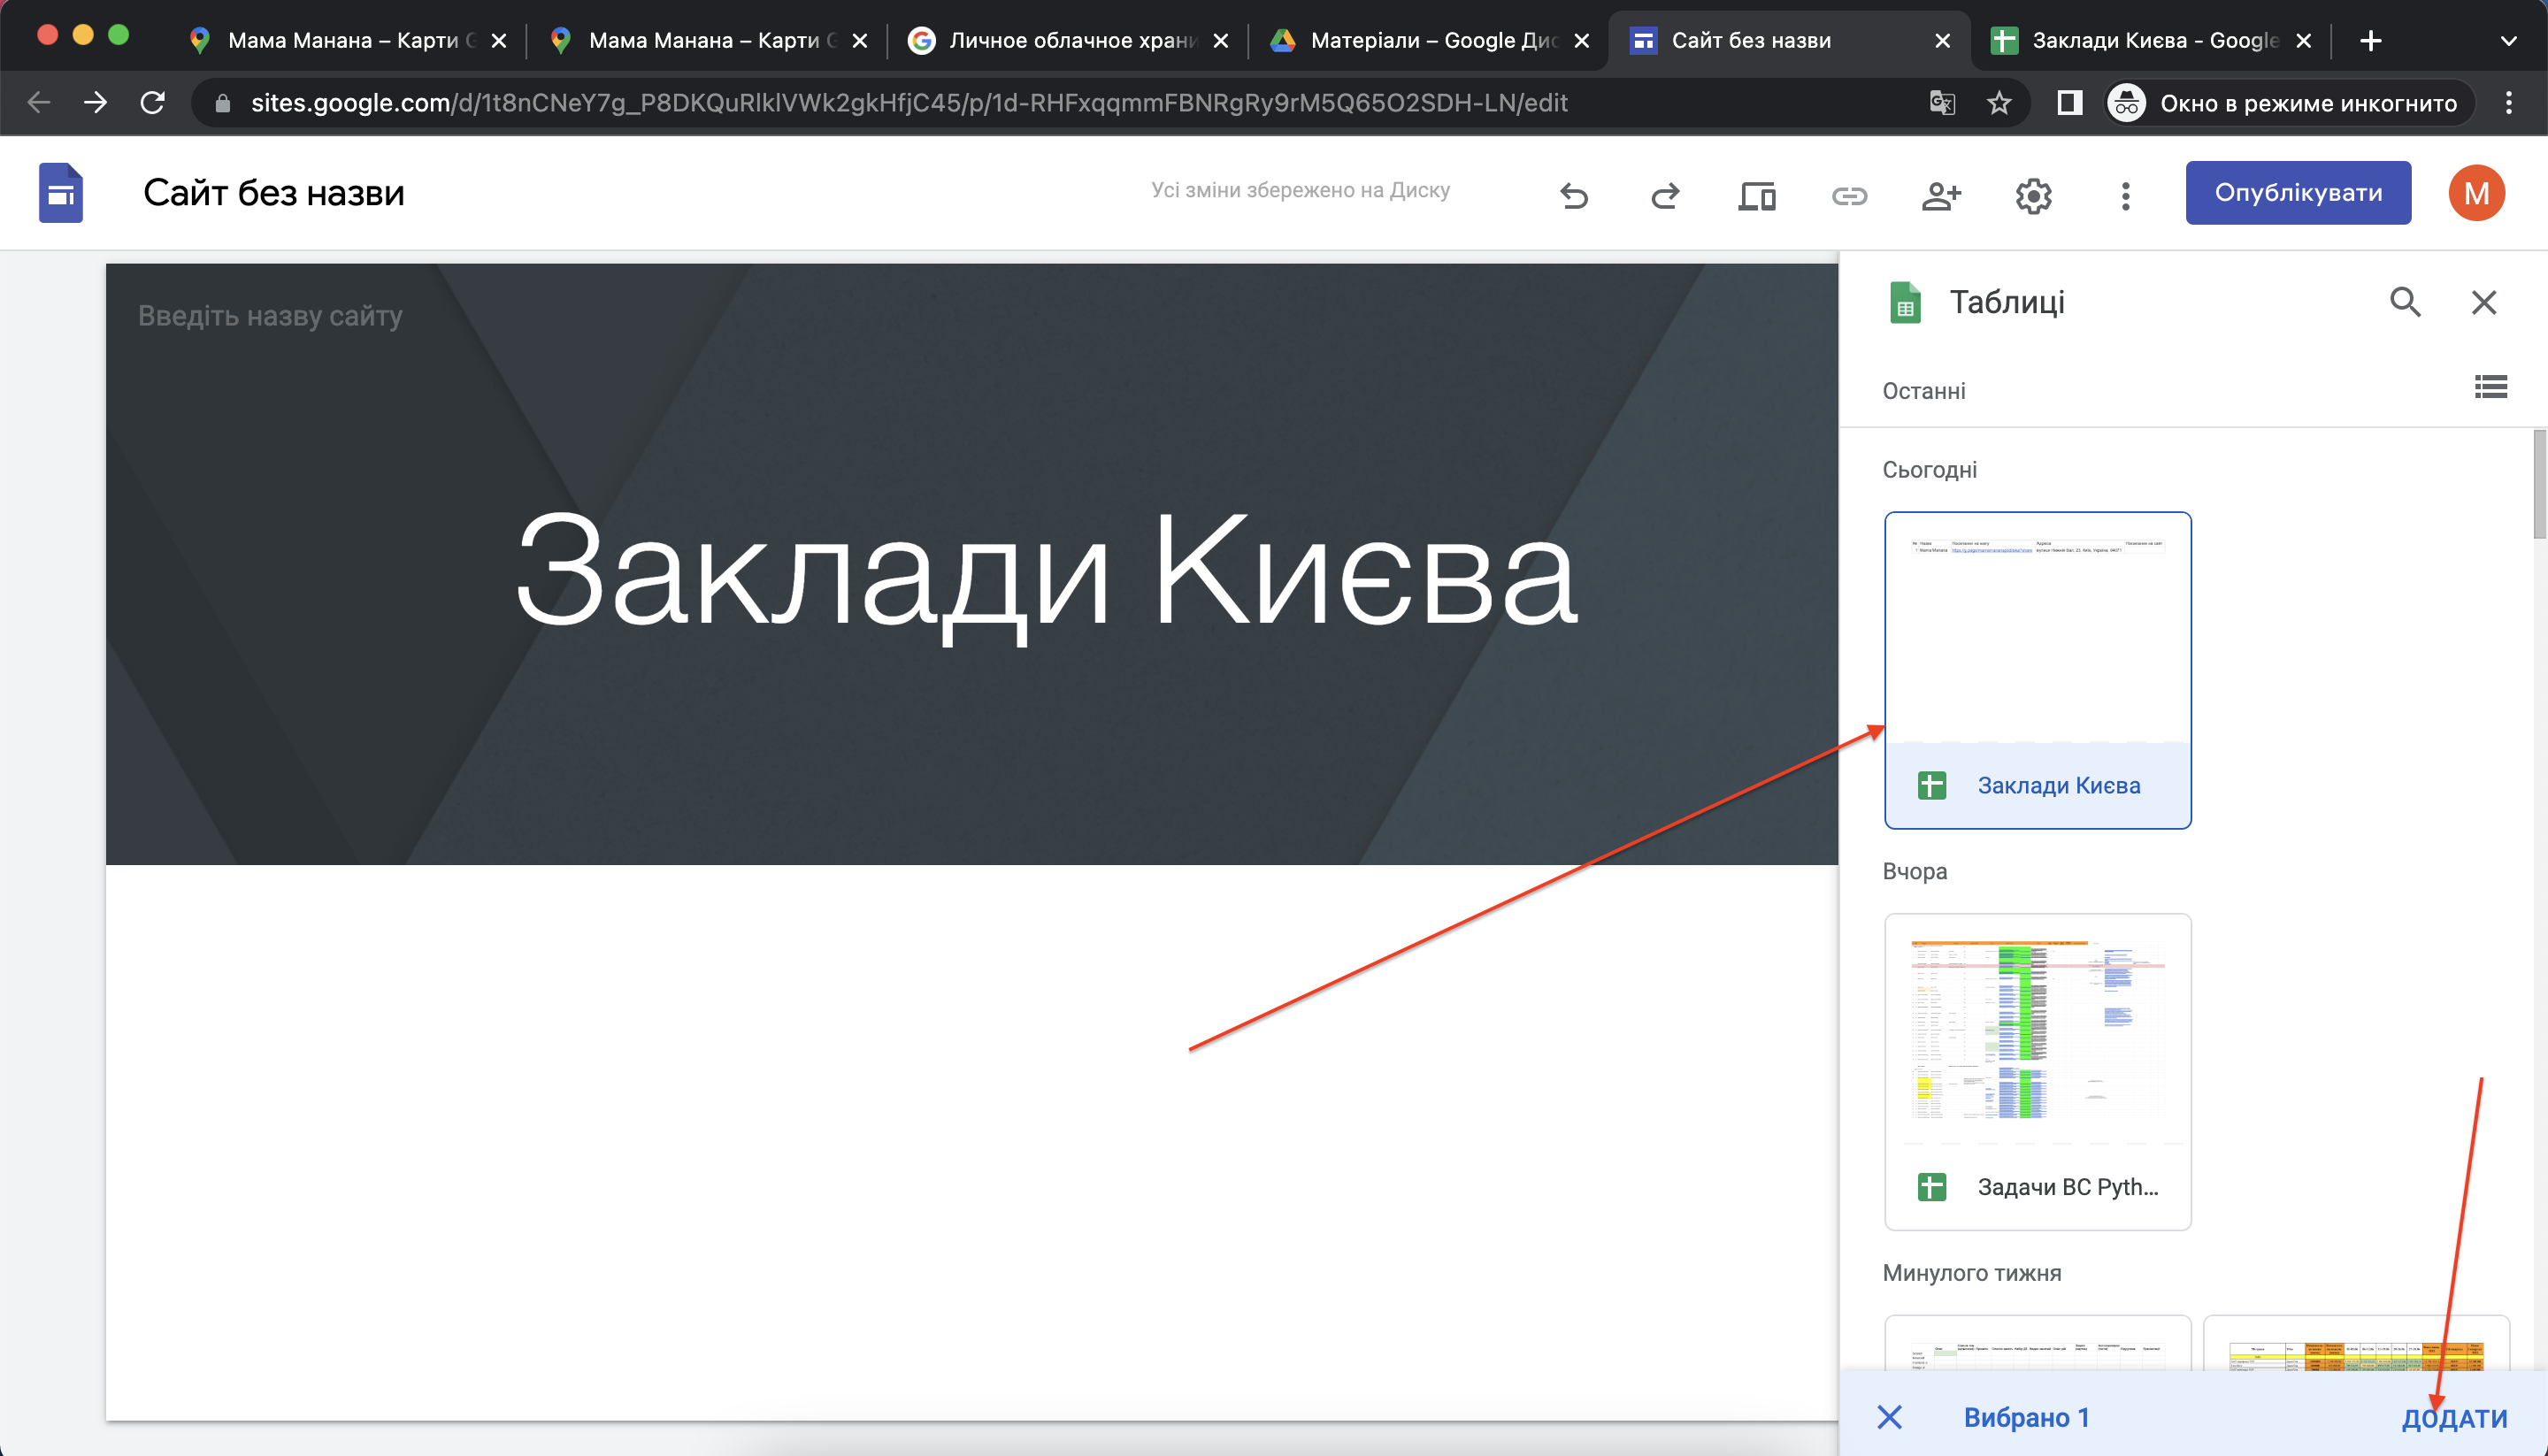 Мама Манана – Карти G
Мама Манана – Карти G
Личное облачное храни
Матеріали – Google Дис
Сайт без назви
Заклади Києва - Google
sites.google.com/d/1t8nCNeY7g_P8DKQuRlklVWk2gkHfjC45/p/1d-RHFxqqmmFBNRgRy9rM5Q65O2SDH-LN/edit
Окно в режиме инкогнито
Сайт без назви
Усі зміни збережено на Диску
Опублікувати
M
Введіть назву сайту
Заклади Києва
Таблиці
Останні
Сьогодні
Заклади Києва
Вчора
Задачи BC Pyth...
Минулого тижня
Вибрано 1
ДОДАТИ